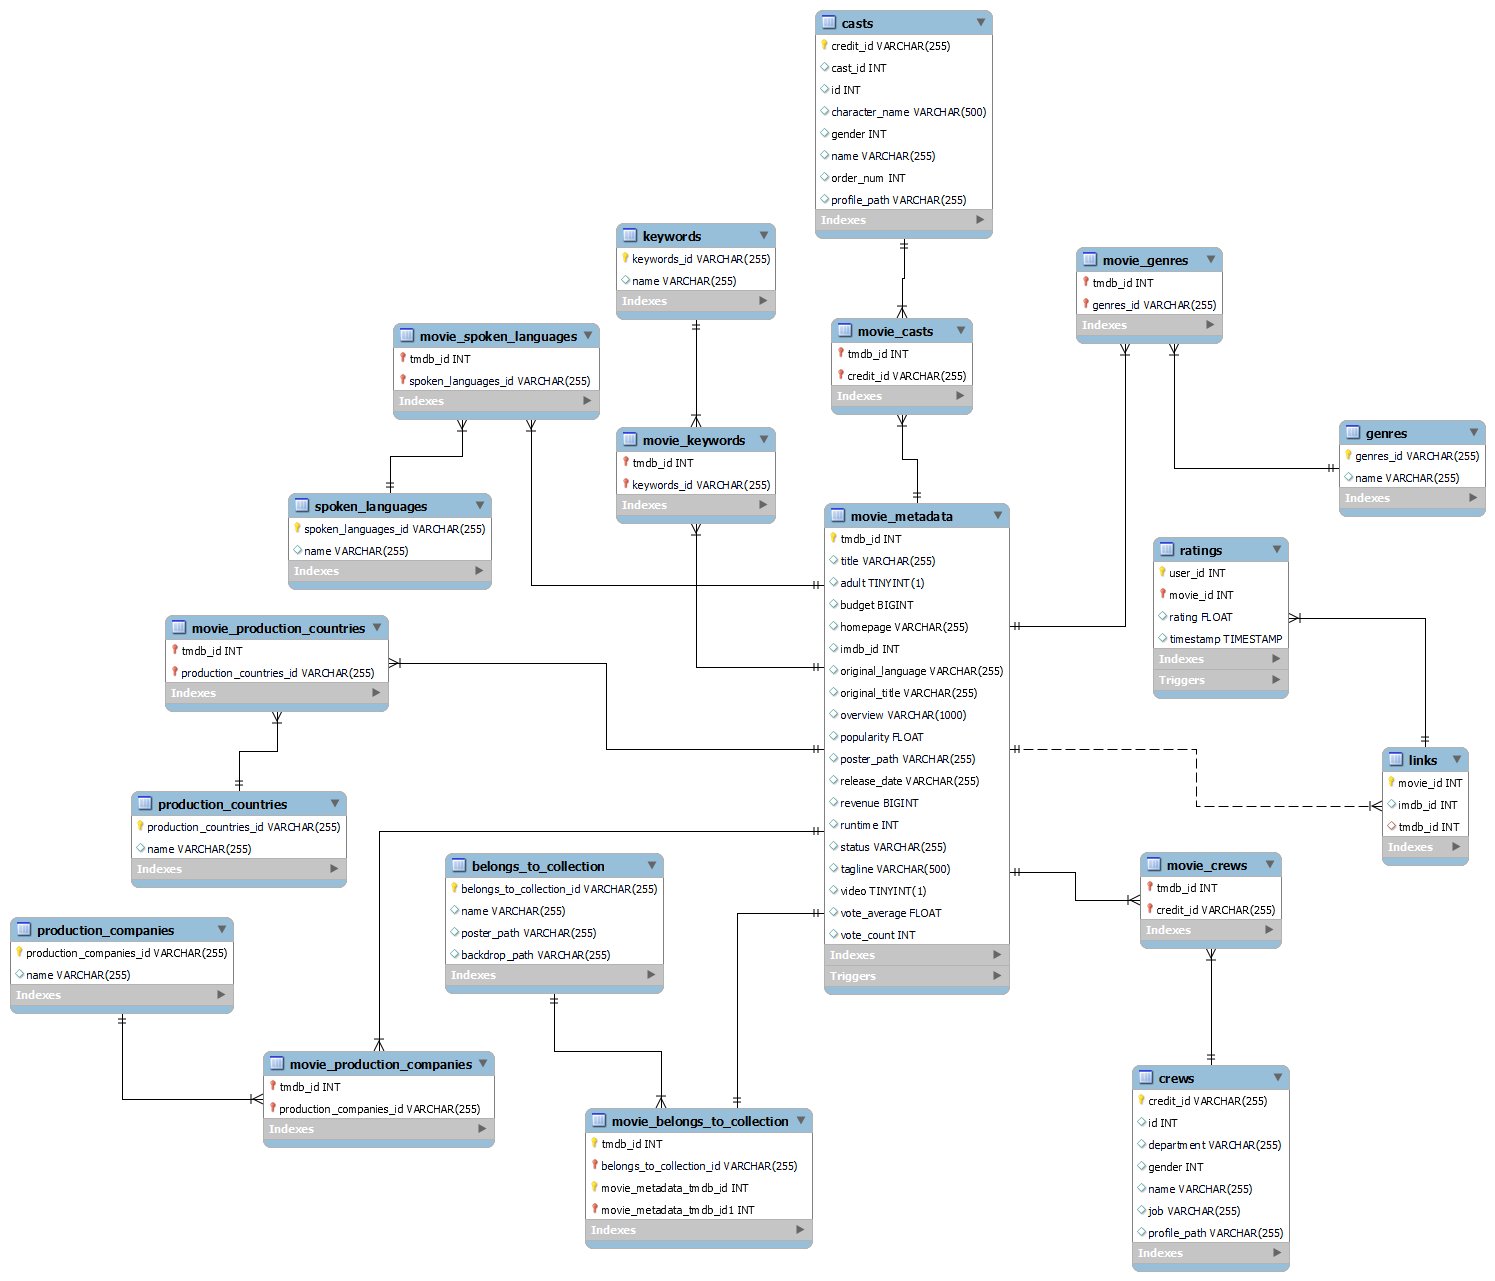 casts
credit_id VARCHAR(255)
cast_id INT
id INT
character_name VARCHAR(500)
gender INT
name VARCHAR(255)
order_num INT
profile_path VARCHAR(255)
Indexes
keywords
keywords_id VARCHAR(255)
name VARCHAR(255)
Indexes
movie_genres
tmdb_id INT
genres_id VARCHAR(255)
Indexes
movie_spoken_languages
tmdb_id INT
spoken_languages_id VARCHAR(255)
Indexes
movie_casts
tmdb_id INT
credit_id VARCHAR(255)
Indexes
movie_keywords
tmdb_id INT
keywords_id VARCHAR(255)
Indexes
genres
genres_id VARCHAR(255)
name VARCHAR(255)
Indexes
spoken_languages
spoken_languages_id VARCHAR(255)
name VARCHAR(255)
Indexes
movie_metadata
tmdb_id INT
title VARCHAR(255)
adult TINYINT(1)
budget BIGINT
homepage VARCHAR(255)
imdb_id INT
original_language VARCHAR(255)
original_title VARCHAR(255)
overview VARCHAR(1000)
popularity FLOAT
poster_path VARCHAR(255)
release_date VARCHAR(255)
revenue BIGINT
runtime INT
status VARCHAR(255)
tagline VARCHAR(500)
video TINYINT(1)
vote_average FLOAT
vote_count INT
Indexes
Triggers
ratings
user_id INT
movie_id INT
rating FLOAT
timestamp TIMESTAMP
Indexes
Triggers
movie_production_countries
tmdb_id INT
production_countries_id VARCHAR(255)
Indexes
links
movie_id INT
imdb_id INT
tmdb_id INT
Indexes
production_countries
production_countries_id VARCHAR(255)
name VARCHAR(255)
Indexes
belongs_to_collection
belongs_to_collection_id VARCHAR(255)
name VARCHAR(255)
poster_path VARCHAR(255)
backdrop_path VARCHAR(255)
Indexes
movie_crews
tmdb_id INT
credit_id VARCHAR(255)
Indexes
production_companies
production_companies_id VARCHAR(255)
name VARCHAR(255)
Indexes
movie_production_companies
tmdb_id INT
production_companies_id VARCHAR(255)
Indexes
movie_belongs_to_collection
tmdb_id INT
belongs_to_collection_id VARCHAR(255)
movie_metadata_tmdb_id INT
movie_metadata_tmdb_id1 INT
Indexes
crews
credit_id VARCHAR(255)
id INT
department VARCHAR(255)
gender INT
name VARCHAR(255)
job VARCHAR(255)
profile_path VARCHAR(255)
Indexes